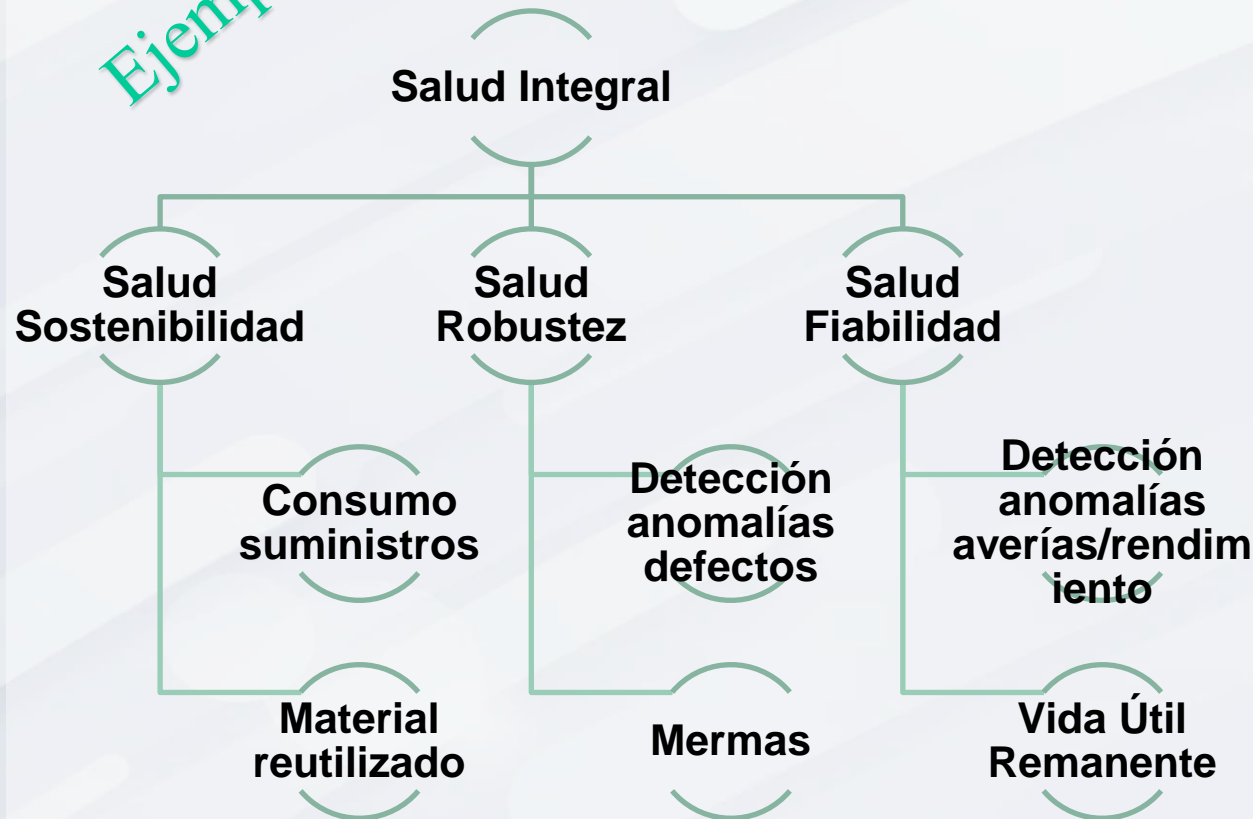 Salud Integral
Salud
Sostenibilidad
Salud
Robustez
Salud
Fiabilidad
Consumo
suministros
Detección
anomalías
defectos
Detección
anomalías
averías/rendim
iento
Material
reutilizado
Mermas
Vida Útil
Remanente